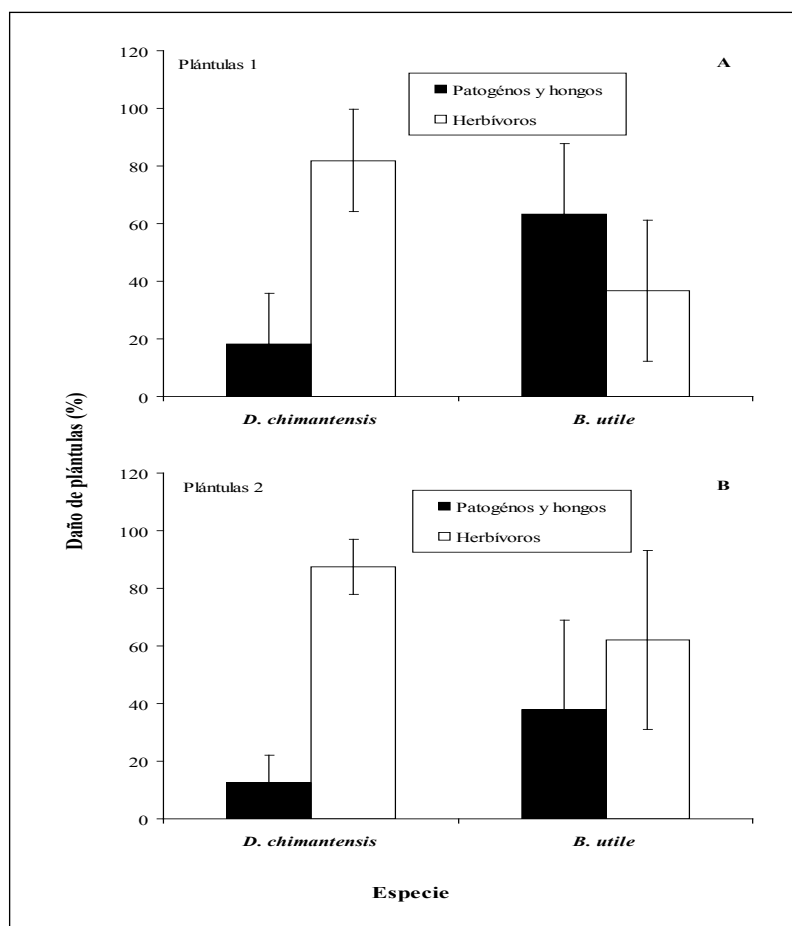 Plántulas 1
A
Patogénos y hongos
Herbívoros
120
100
80
60
40
20
0
D. chimantensis
B. utile
Daño de plántulas (%)
Plántulas 2
B
Patogénos y hongos
Herbívoros
120
100
80
60
40
20
0
D. chimantensis
B. utile
Especie